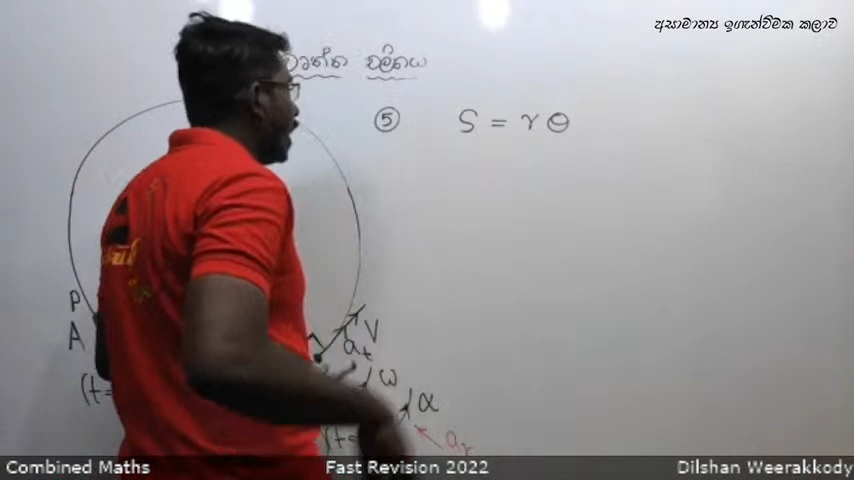 අසාමාන්‍ය ඉගැන්වීමක කලාව
වෘත්ත චලිතය
⑤ S = rθ
P
A
V
a_t
ω
(t=
α
t=
a_r
Combined Maths Fast Revision 2022 Dilshan Weerakkody